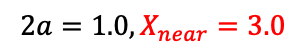 2a = 1.0, X_near = 3.0